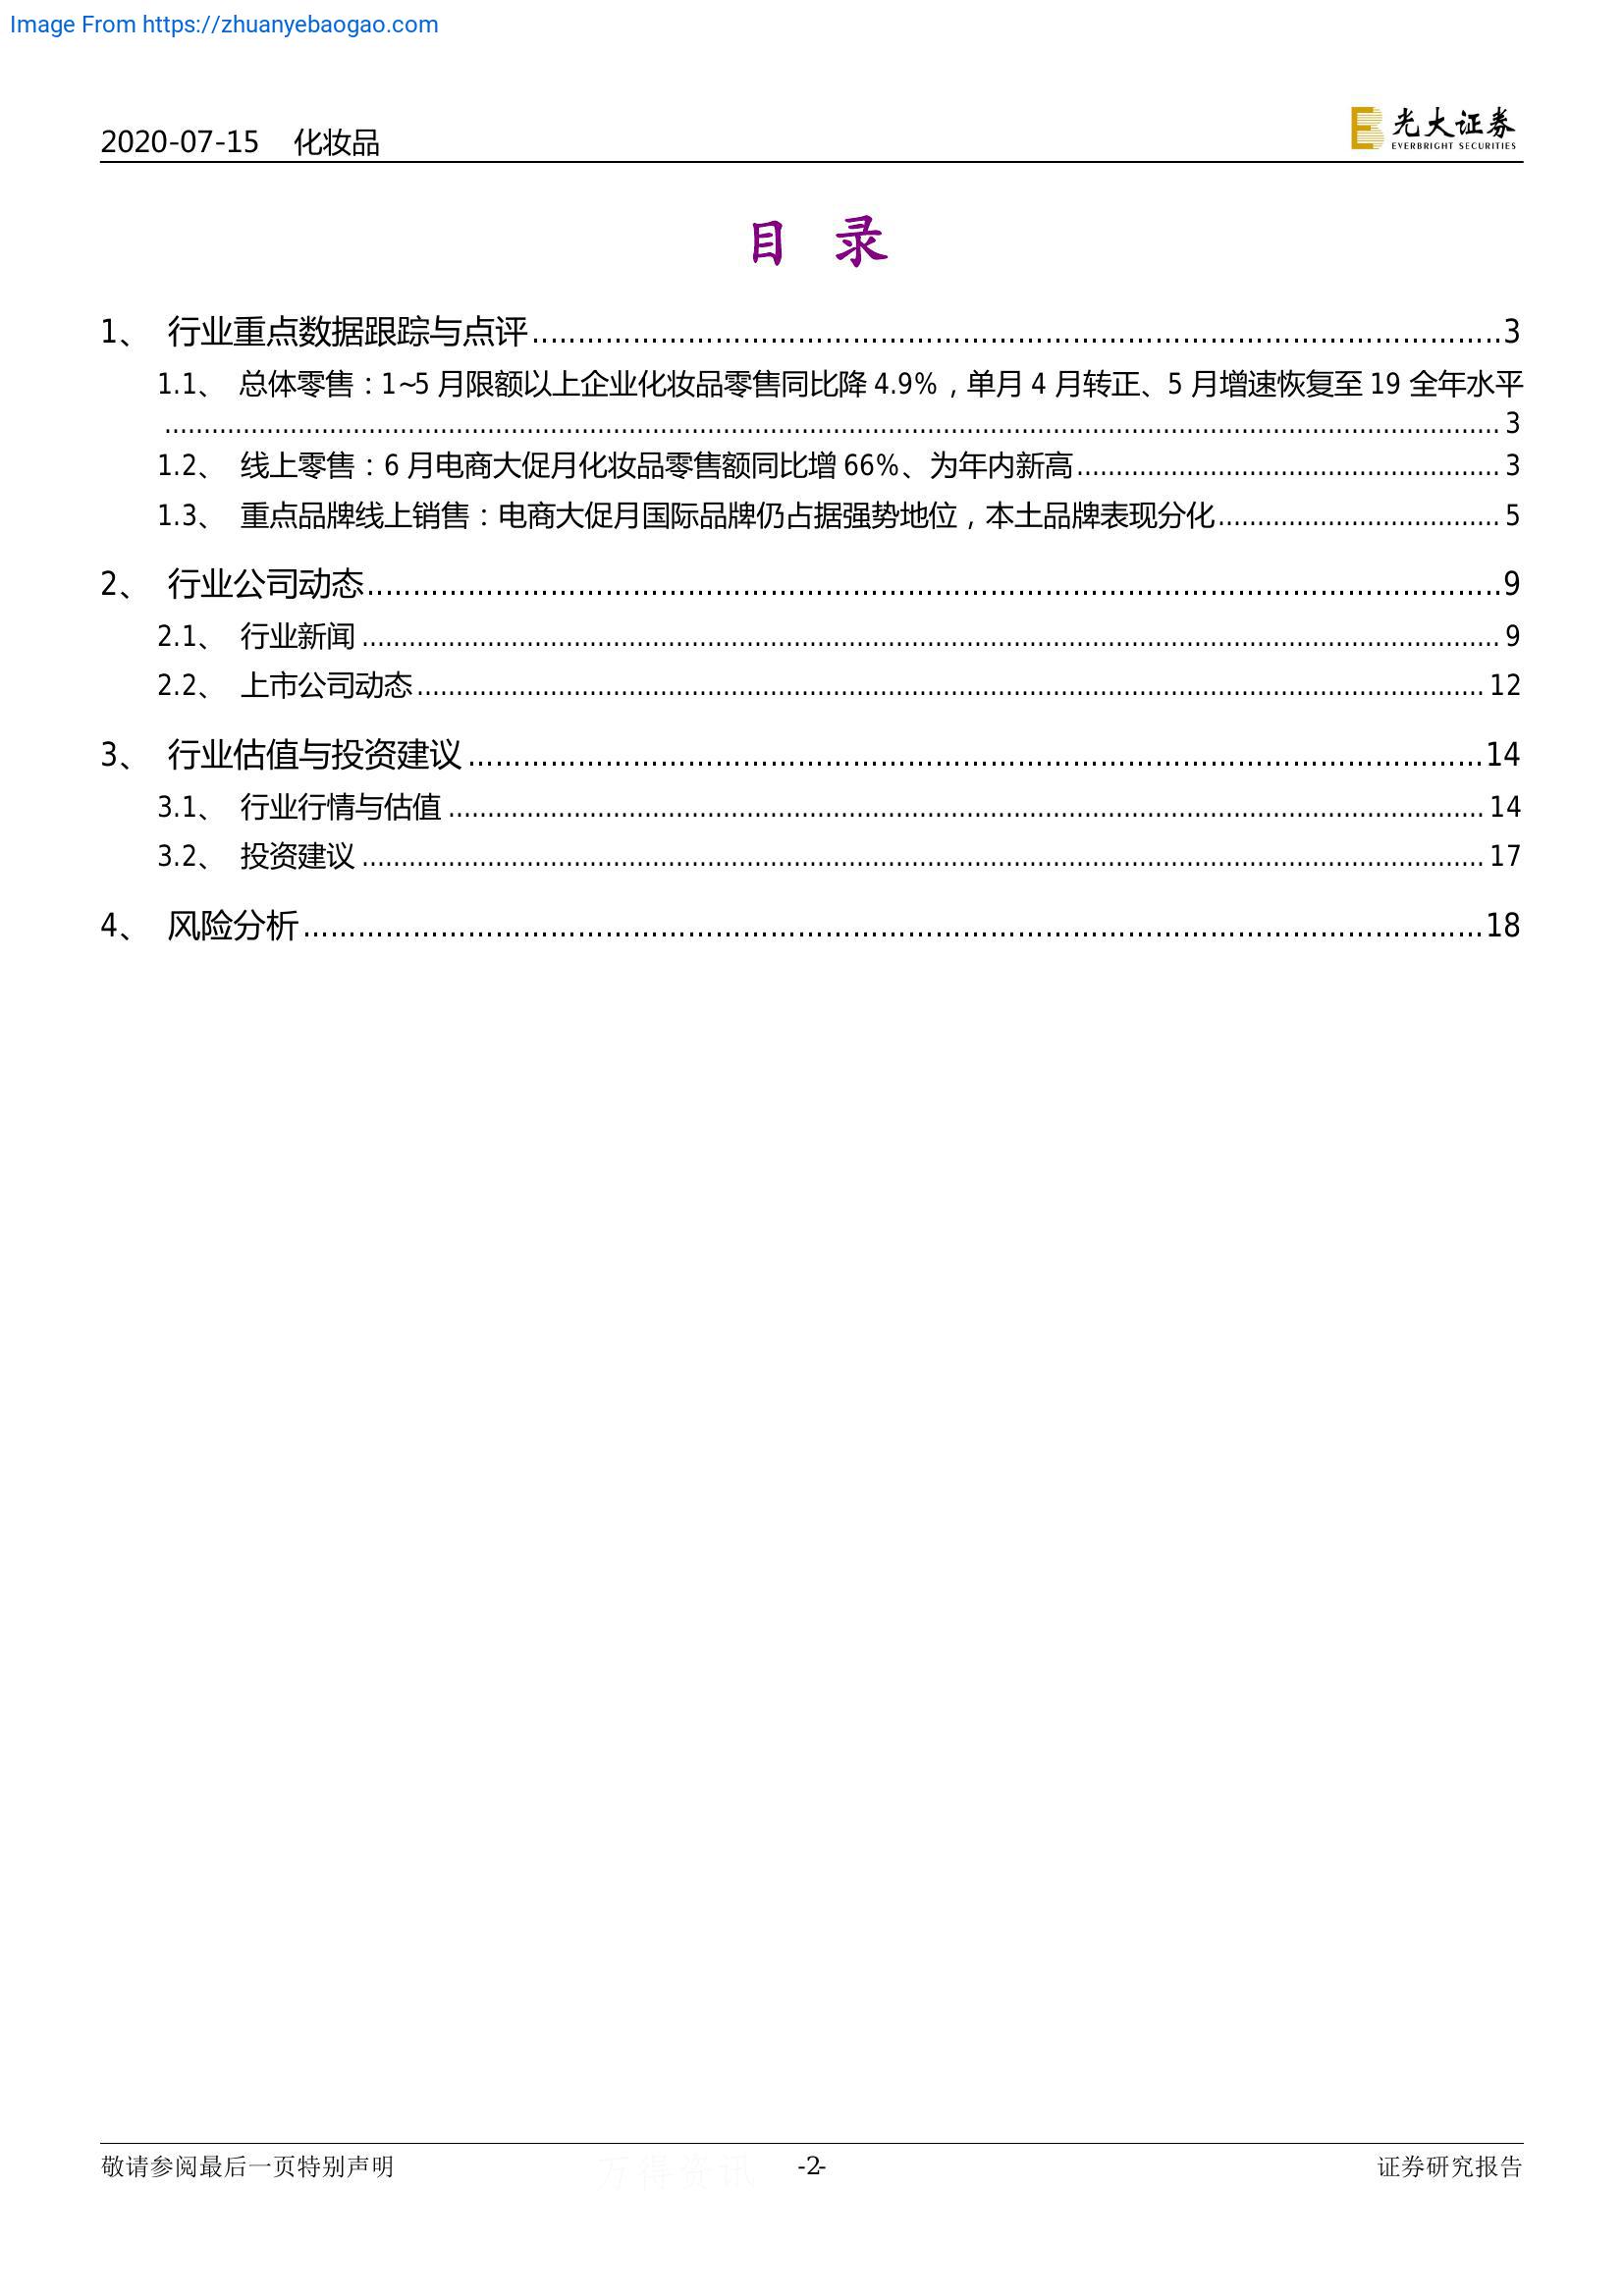 Image From https://zhuanyebaogao.com
2020-07-15 化妆品
光大证券
EVERBRIGHT SECURITIES
目 录
1、 行业重点数据跟踪与点评 3
1.1、 总体零售：1~5 月限额以上企业化妆品零售同比降 4.9%，单月 4 月转正、5 月增速恢复至 19 全年水平
3
1.2、 线上零售：6 月电商大促月化妆品零售额同比增 66%、为年内新高 3
1.3、 重点品牌线上销售：电商大促月国际品牌仍占据强势地位，本土品牌表现分化 5
2、 行业公司动态 9
2.1、 行业新闻 9
2.2、 上市公司动态 12
3、 行业估值与投资建议 14
3.1、 行业行情与估值 14
3.2、 投资建议 17
4、 风险分析 18
敬请参阅最后一页特别声明 万得资讯 -2- 证券研究报告